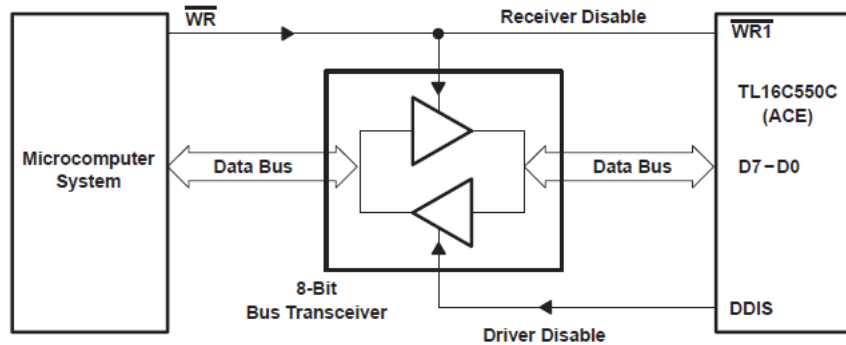 WR
Receiver Disable
WR1
TL16C550C
(ACE)
Microcomputer
System
Data Bus
Data Bus
D7−D0
8-Bit
Bus Transceiver
DDIS
Driver Disable